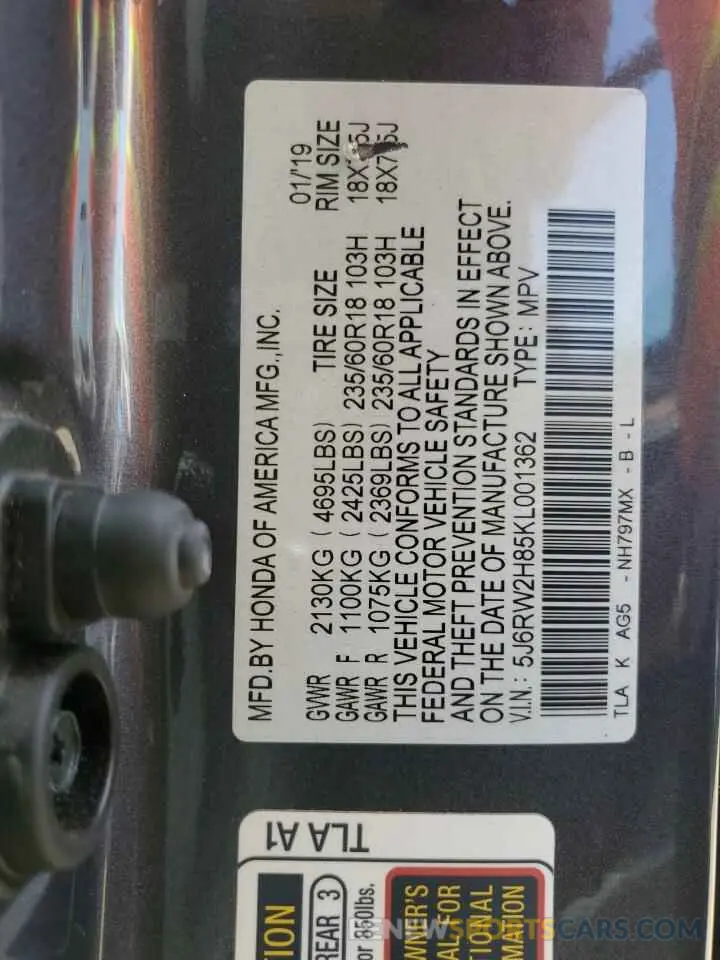 MFD.BY HONDA OF AMERICA MFG.,INC. 01/'19
GVWR 2130KG ( 4695LBS) TIRE SIZE RIM SIZE
GAWR F 1100KG ( 2425LBS) 235/60R18 103H
GAWR R 1075KG ( 2369LBS) 235/60R18 103H
THIS VEHICLE CONFORMS TO ALL APPLICABLE
FEDERAL MOTOR VEHICLE SAFETY
AND THEFT PREVENTION STANDARDS IN EFFECT
ON THE DATE OF MANUFACTURE SHOWN ABOVE.
V.I.N.: 5J6RW2H85KL001362 TYPE: MPV
TLA K AG5 - NH797MX - B - L
TLA A1
REAR 3
or 850lbs.
RENEWSPORTSCARS.COM